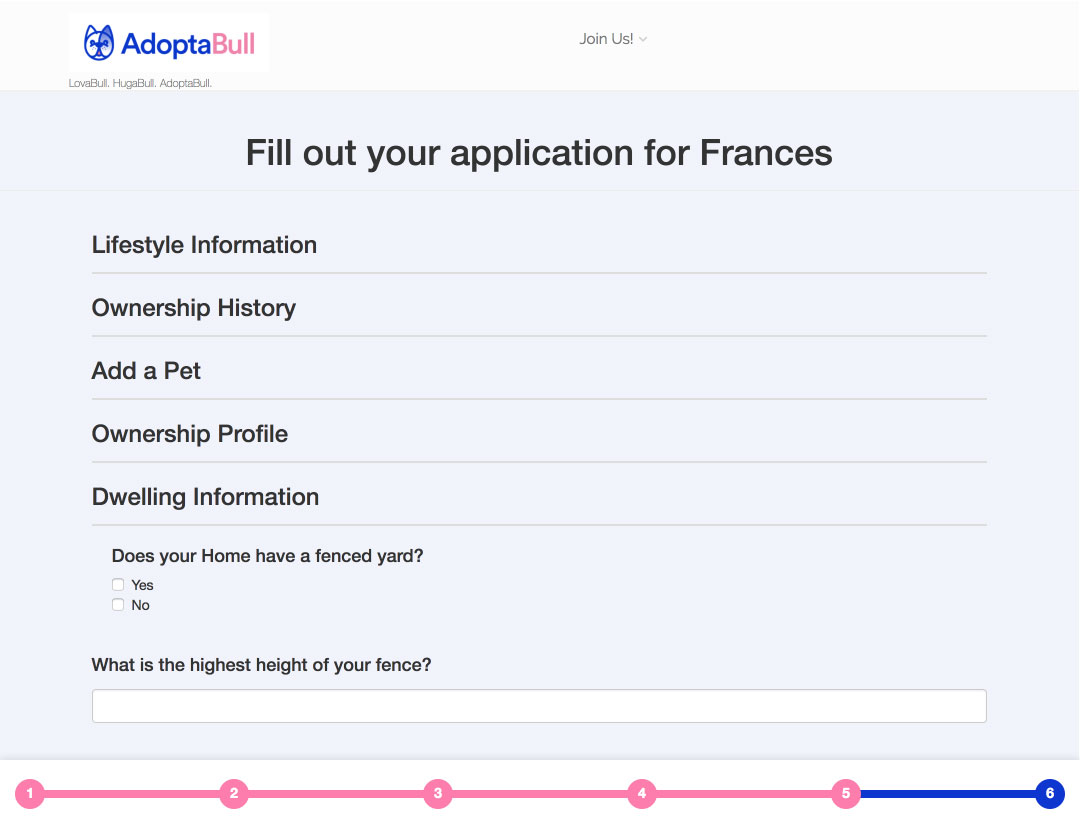 AdoptaBull
Join Us!
LovaBull. HugaBull. AdoptaBull.
Fill out your application for Frances
Lifestyle Information
Ownership History
Add a Pet
Ownership Profile
Dwelling Information
Does your Home have a fenced yard?
Yes
No
What is the highest height of your fence?
1 2 3 4 5 6